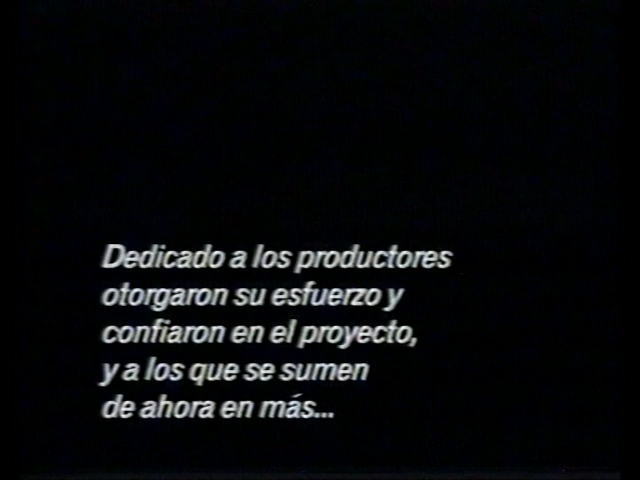 Dedicado a los productores
otorgaron su esfuerzo y
confiaron en el proyecto,
y a los que se sumen
de ahora en más...